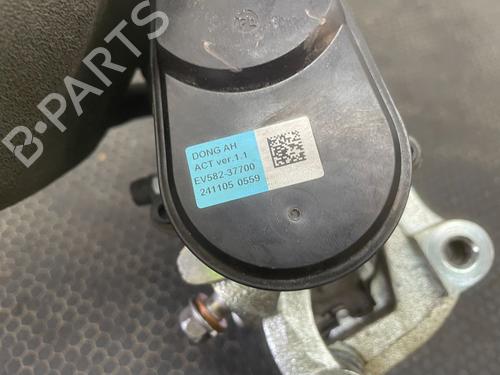 B-PARTS
DONG AH
ACT ver.1.1
EV582-37700
241105 0559